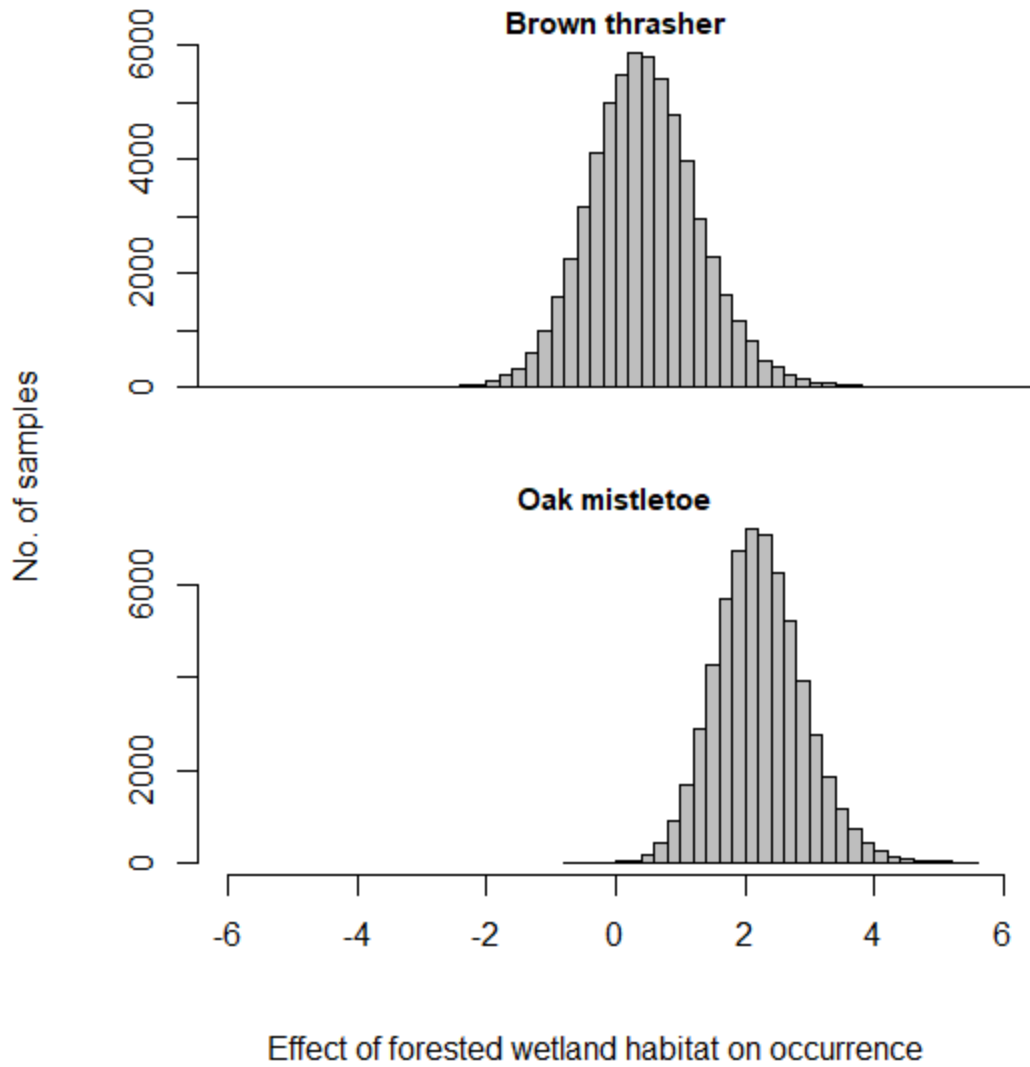 Brown thrasher
6000
4000
2000
0
No. of samples
Oak mistletoe
6000
2000
0
-6 -4 -2 0 2 4 6
Effect of forested wetland habitat on occurrence